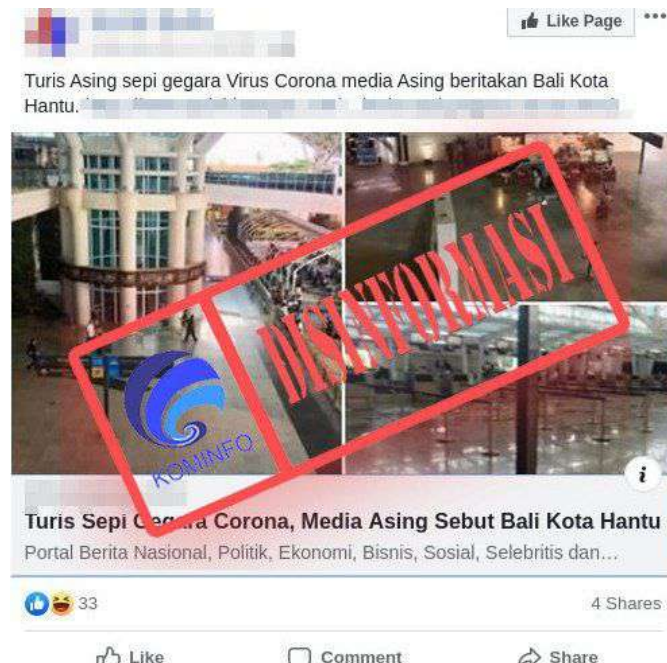 Like Page
Turis Asing sepi gegara Virus Corona media Asing beritakan Bali Kota
Hantu.
DISINFORMASI
KOMINFO
i
Turis Sepi Gegara Corona, Media Asing Sebut Bali Kota Hantu
Portal Berita Nasional, Politik, Ekonomi, Bisnis, Sosial, Selebritis dan…
33
4 Shares
Like
Comment
Share